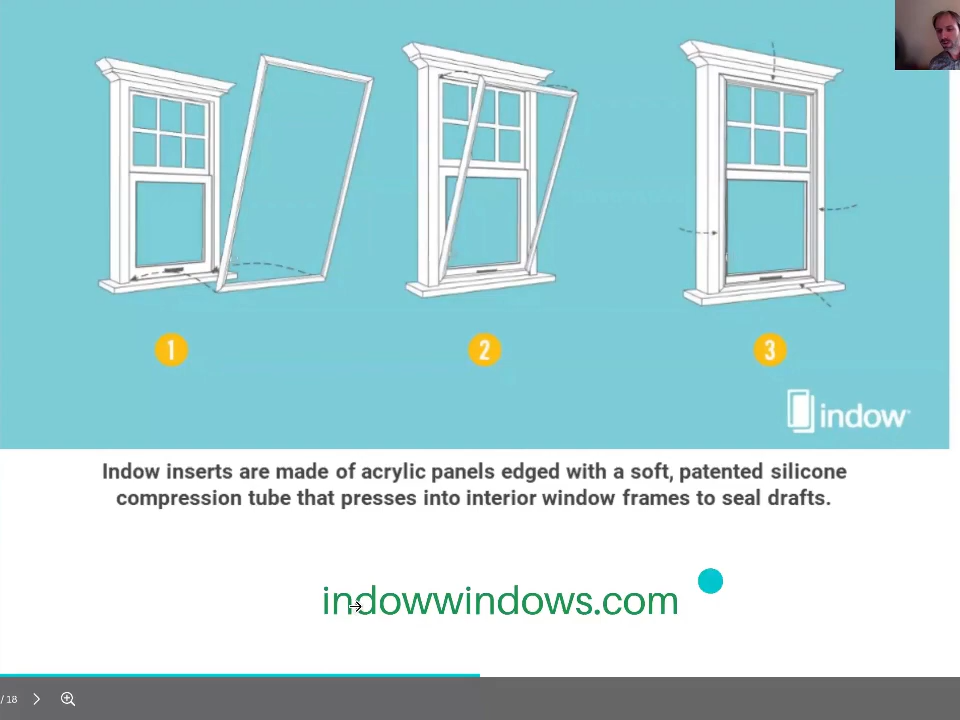 1
2
3
indow
Indow inserts are made of acrylic panels edged with a soft, patented silicone
compression tube that presses into interior window frames to seal drafts.
indowwindows.com
/ 18